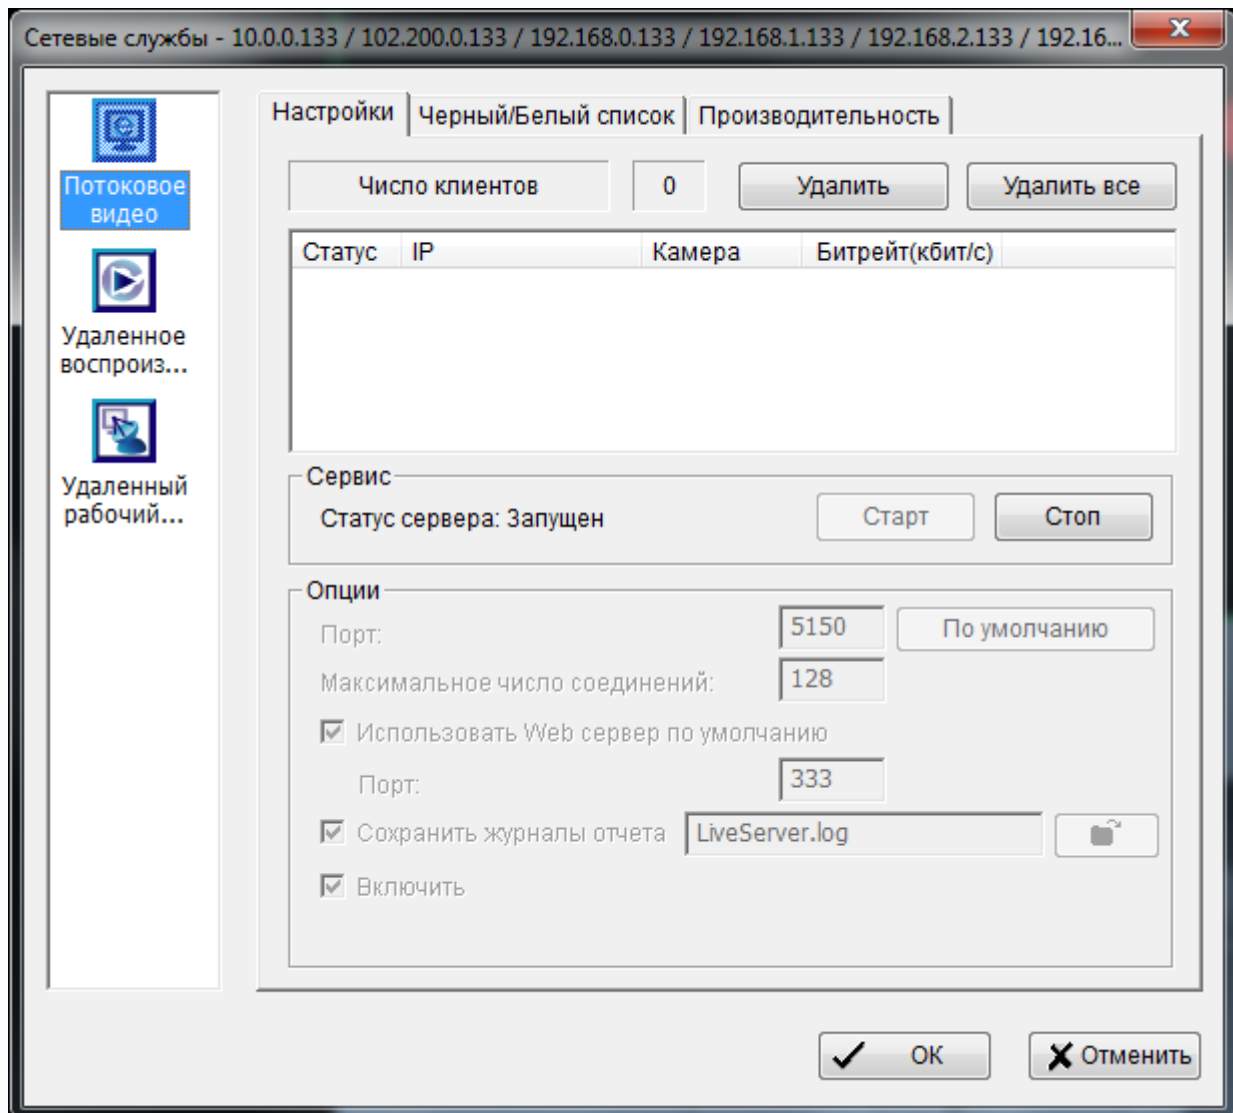 Сетевые службы - 10.0.0.133 / 102.200.0.133 / 192.168.0.133 / 192.168.1.133 / 192.168.2.133 / 192.16...
Потоковое
видео
Удаленное
воспроиз...
Удаленный
рабочий...
Настройки Черный/Белый список Производительность
Число клиентов 0 Удалить Удалить все
Статус IP Камера Битрейт(кбит/с)
Сервис
Статус сервера: Запущен Старт Стоп
Опции
Порт: 5150 По умолчанию
Максимальное число соединений: 128
Использовать Web сервер по умолчанию
Порт: 333
Сохранить журналы отчета LiveServer.log
Включить
ОК Отменить